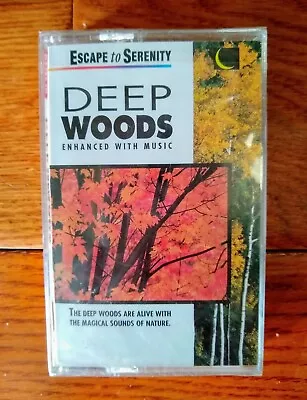 ESCAPE to SERENITY
DEEP
WOODS
ENHANCED WITH MUSIC
THE DEEP WOODS ARE ALIVE WITH
THE MAGICAL SOUNDS OF NATURE.